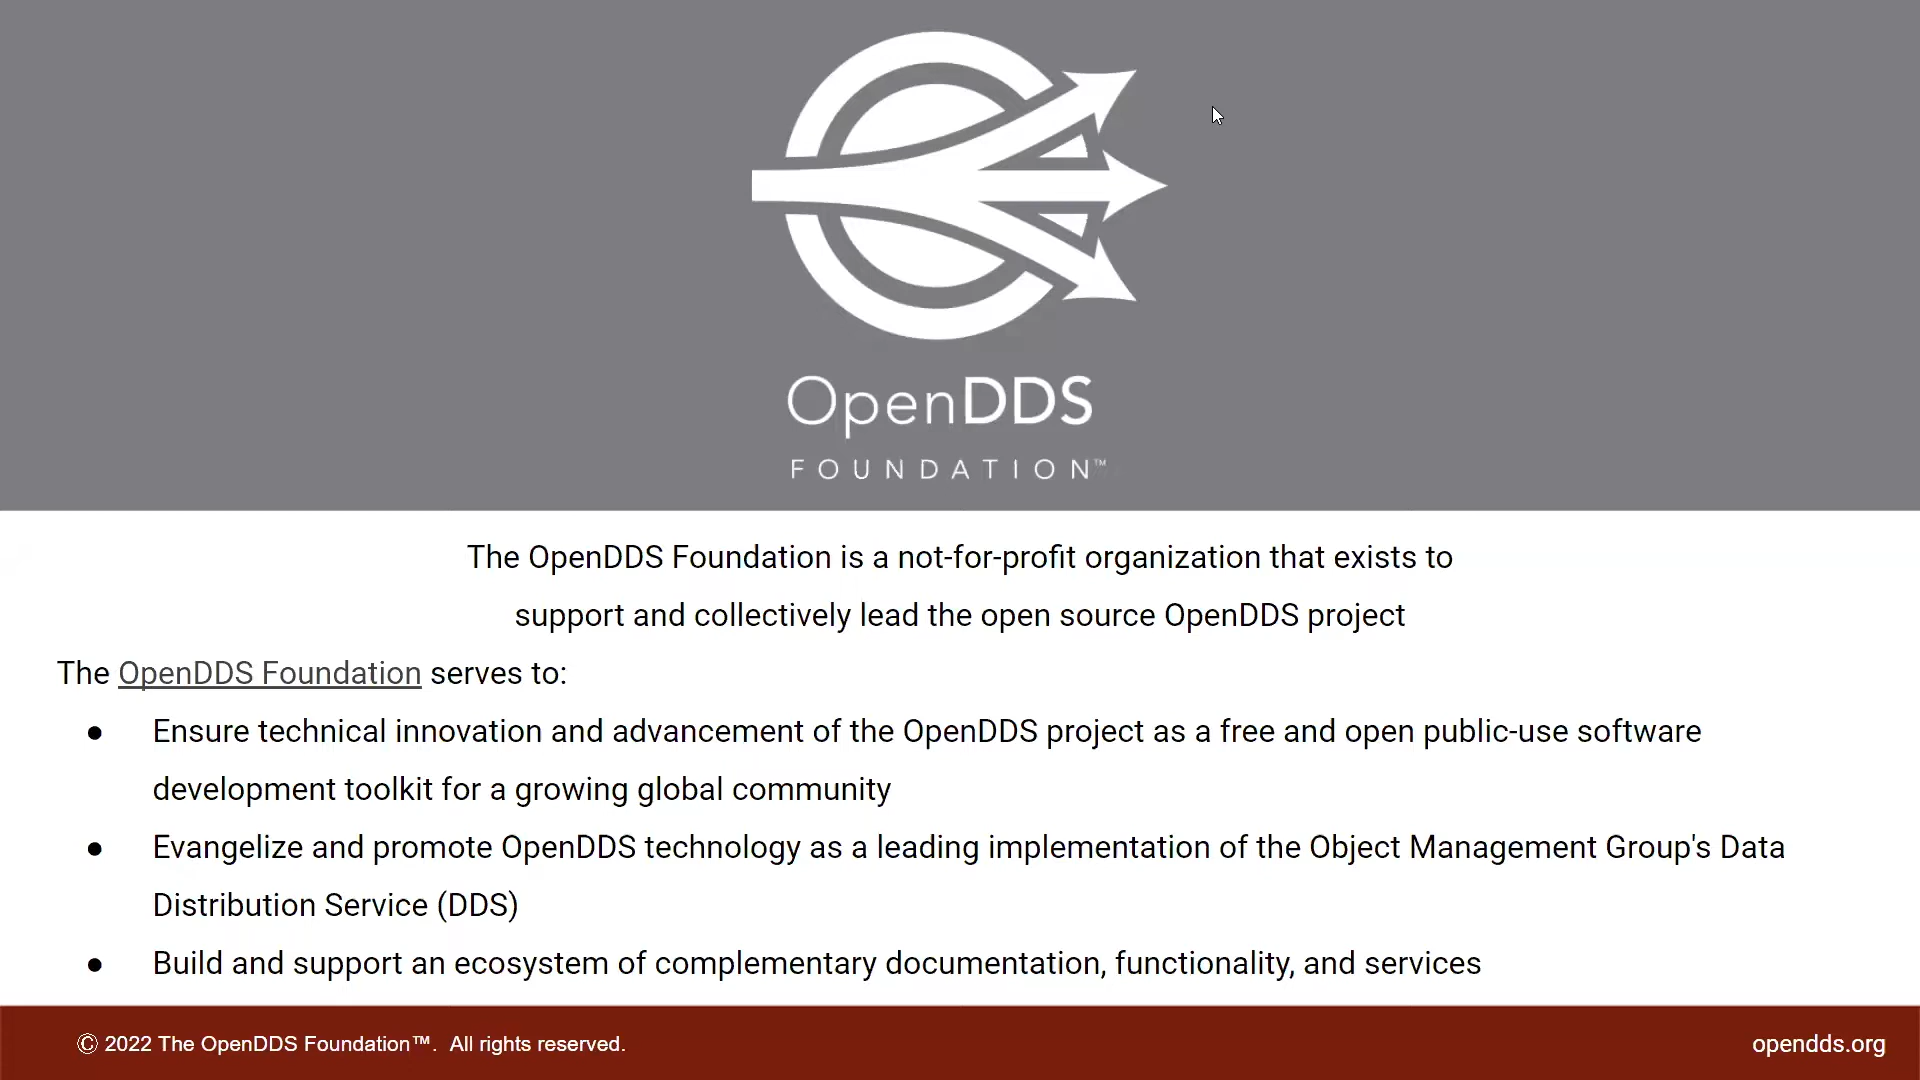 OpenDDS
FOUNDATION™
The OpenDDS Foundation is a not-for-profit organization that exists to
support and collectively lead the open source OpenDDS project
The OpenDDS Foundation serves to:
● Ensure technical innovation and advancement of the OpenDDS project as a free and open public-use software
development toolkit for a growing global community
● Evangelize and promote OpenDDS technology as a leading implementation of the Object Management Group's Data
Distribution Service (DDS)
● Build and support an ecosystem of complementary documentation, functionality, and services
© 2022 The OpenDDS Foundation™.  All rights reserved.
opendds.org